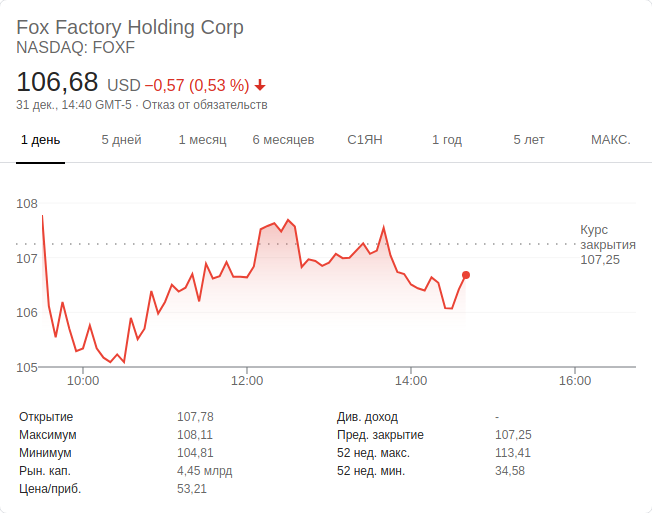 Fox Factory Holding Corp
NASDAQ: FOXF
106,68 USD −0,57 (0,53 %)
31 дек., 14:40 GMT-5 · Отказ от обязательств
1 день 5 дней 1 месяц 6 месяцев С1ЯН 1 год 5 лет МАКС.
108
Курс
закрытия
107,25
107
106
105
10:00 12:00 14:00 16:00
Открытие 107,78 Див. доход -
Максимум 108,11 Пред. закрытие 107,25
Минимум 104,81 52 нед. макс. 113,41
Рын. кап. 4,45 млрд 52 нед. мин. 34,58
Цена/приб. 53,21